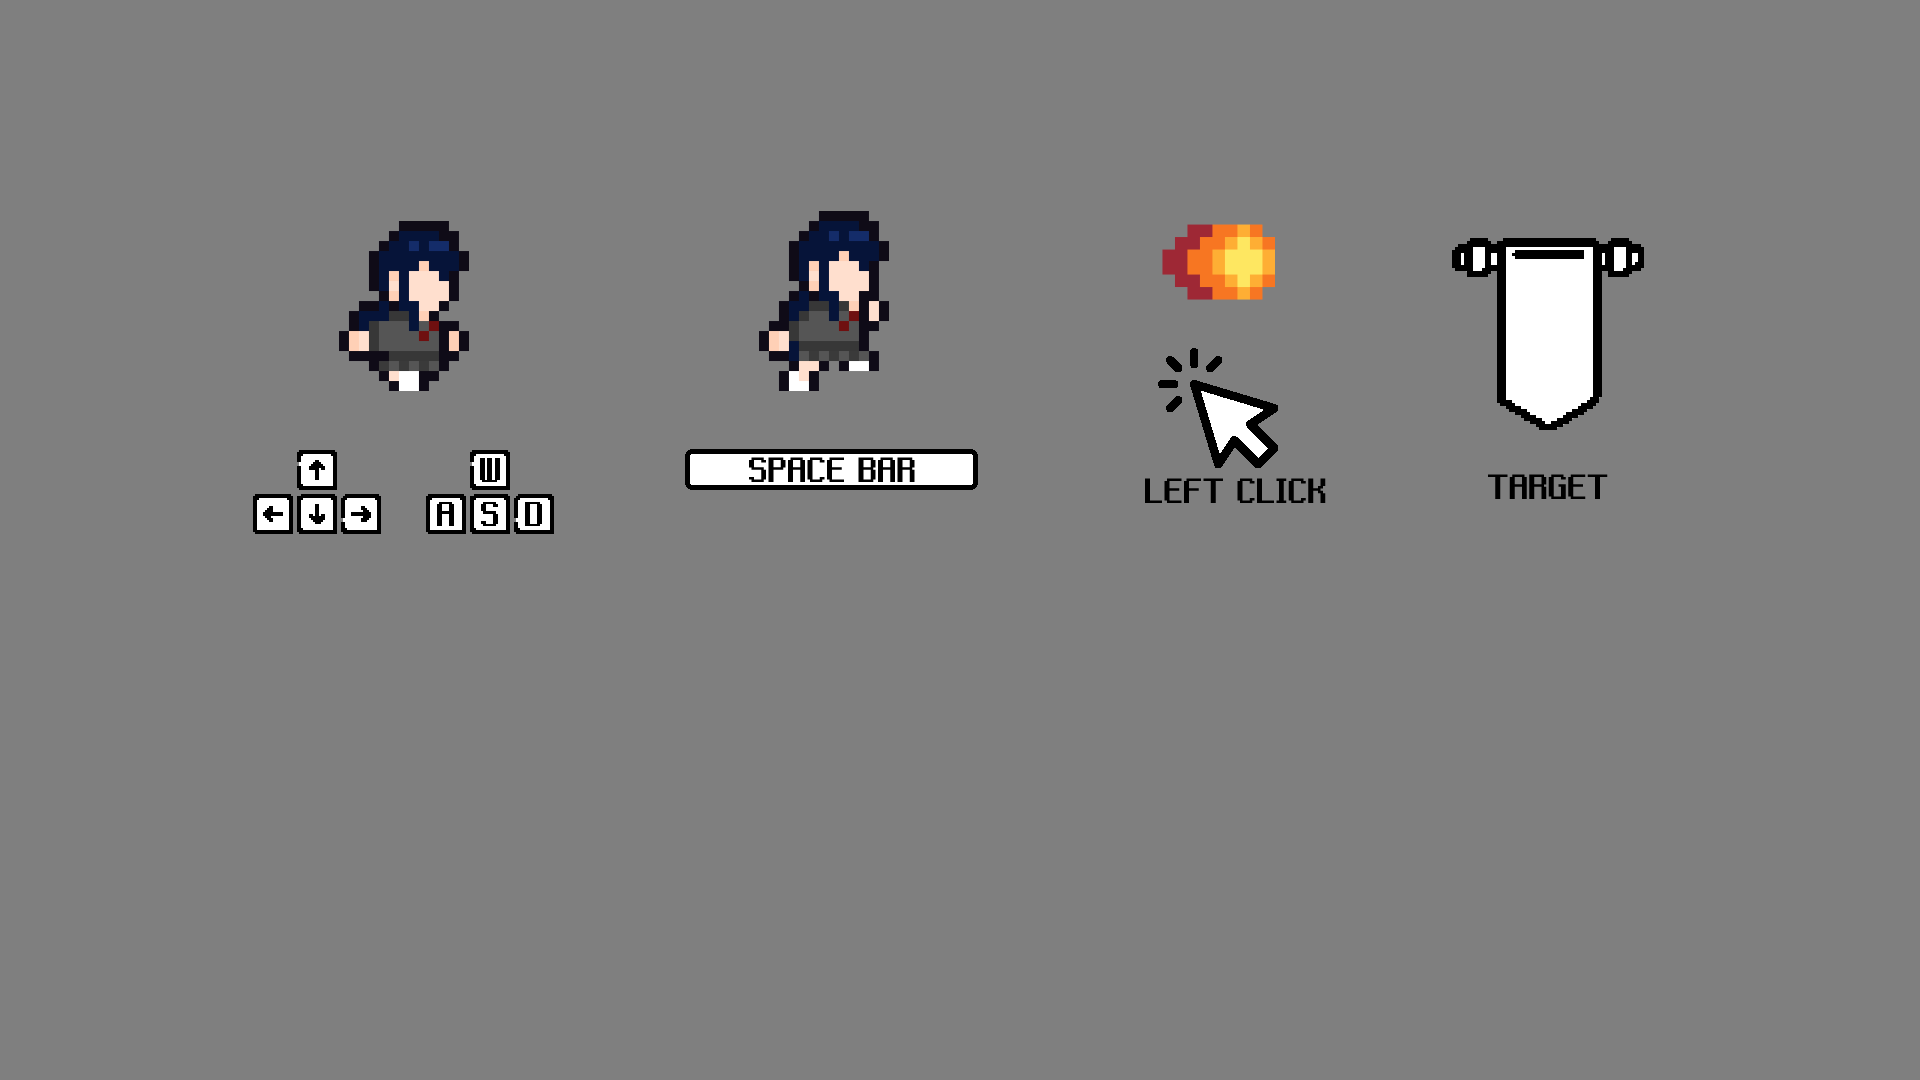 ↑
← ↓ →
W
A S D
SPACE BAR
LEFT CLICK
TARGET